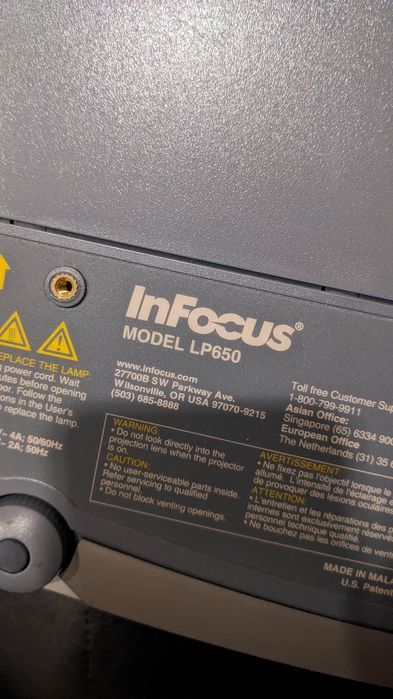 InFocus®
MODEL LP650
www.infocus.com
27700B SW Parkway Ave.
Wilsonville, OR USA 97070-9215
(503) 685-8888
Toll free Customer Sup
1-800-799-9911
Asian Office:
Singapore (65) 6334 900
European Office
The Netherlands (31) 35
REPLACE THE LAMP-
power cord. Wait
utes before opening
or. Follow the
ions in the User's
replace the lamp.
4A; 50/60Hz
2A; 50Hz
WARNING:
• Do not look directly into the
projection lens when the projector
is on.
CAUTION:
• No user-serviceable parts inside.
Refer servicing to qualified
personnel
• Do not block venting openings.
AVERTISSEMENT:
• Ne fixez pas l'objectif lorsque le
allumé. L'intensité de l'éclairage
de provoquer des lésions oculaires
ATTENTION:
• L'entretien et les réparations des
internes sont exclusivement réservés
personnel technique qualifié.
• Ne bouchez pas les orifices de vent
MADE IN MALA
U.S. Patent